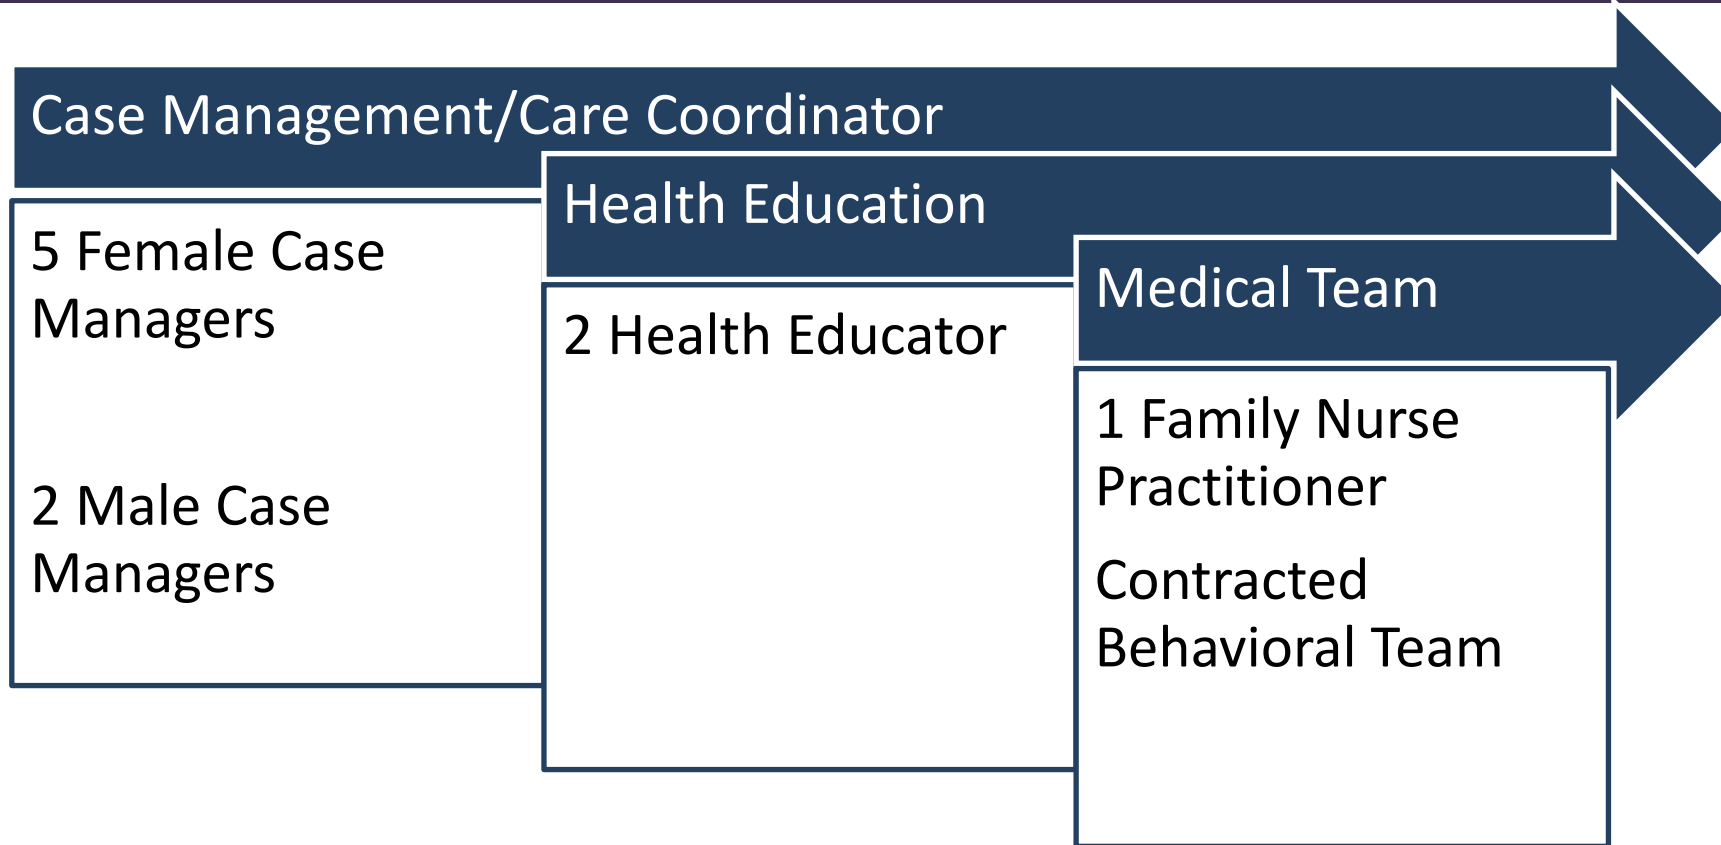 Case Management/Care Coordinator
5 Female Case
Managers
2 Male Case
Managers
Health Education
2 Health Educator
Medical Team
1 Family Nurse
Practitioner
Contracted
Behavioral Team